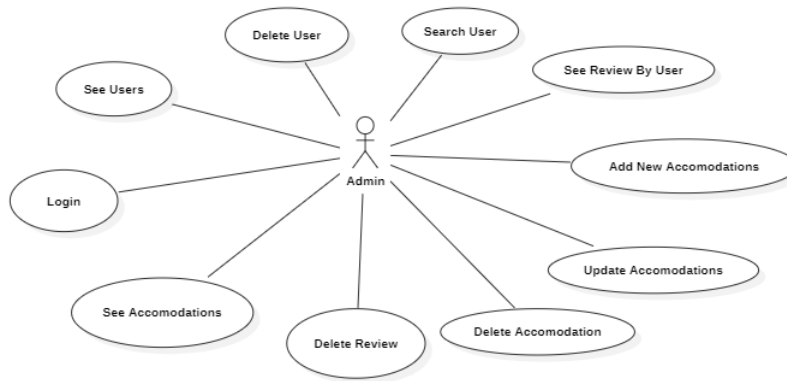 Delete User
Search User
See Review By User
See Users
Add New Accomodations
Admin
Login
Update Accomodations
See Accomodations
Delete Review
Delete Accomodation